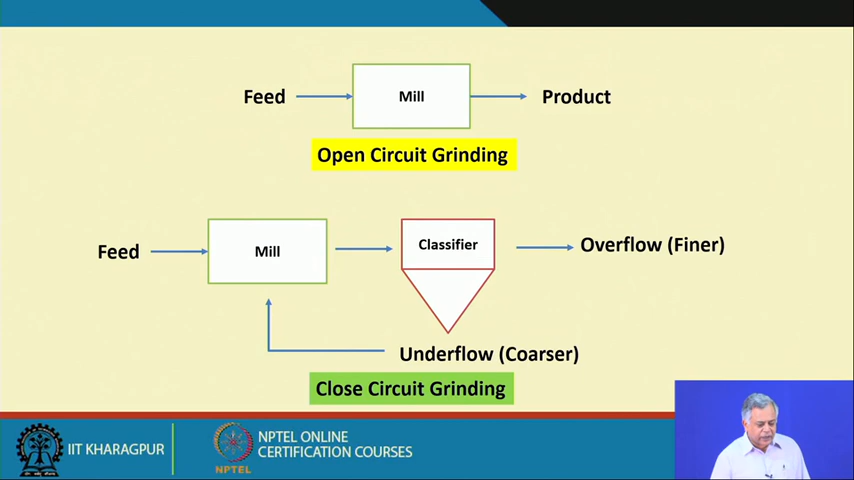 Feed
Mill
Product
Open Circuit Grinding
Feed
Mill
Classifier
Overflow (Finer)
Underflow (Coarser)
Close Circuit Grinding
IIT KHARAGPUR
NPTEL
NPTEL ONLINE
CERTIFICATION COURSES